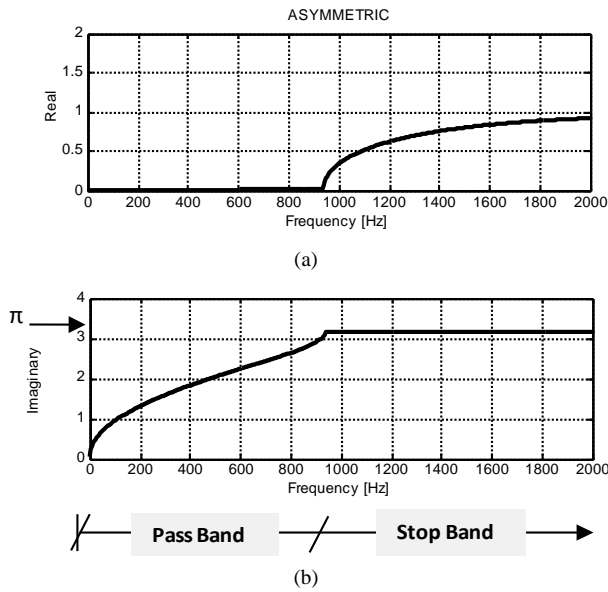 ASYMMETRIC
2
1.5
1
0.5
0
Real
0 200 400 600 800 1000 1200 1400 1600 1800 2000
Frequency [Hz]
(a)
π
4
3
2
1
0
Imaginary
0 200 400 600 800 1000 1200 1400 1600 1800 2000
Frequency [Hz]
Pass Band
Stop Band
(b)